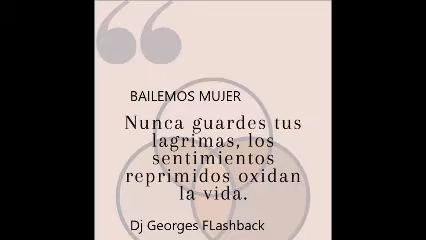 BAILEMOS MUJER
Nunca guardes tus
lagrimas, los
sentimientos
reprimidos oxidan
la vida.
Dj Georges FLashback